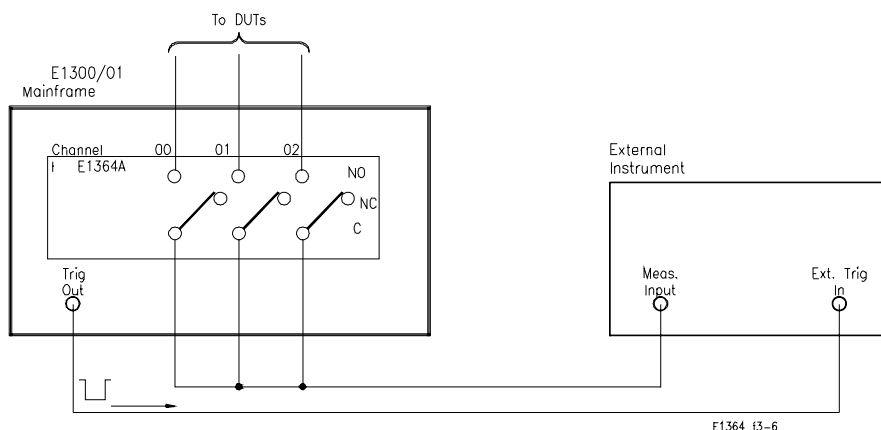 To DUTs
E1300/01
Mainframe
Channel 00 01 02
E1364A
NO
NC
C
Trig
Out
External
Instrument
Meas.
Input
Ext. Trig
In
E1364 f3-6